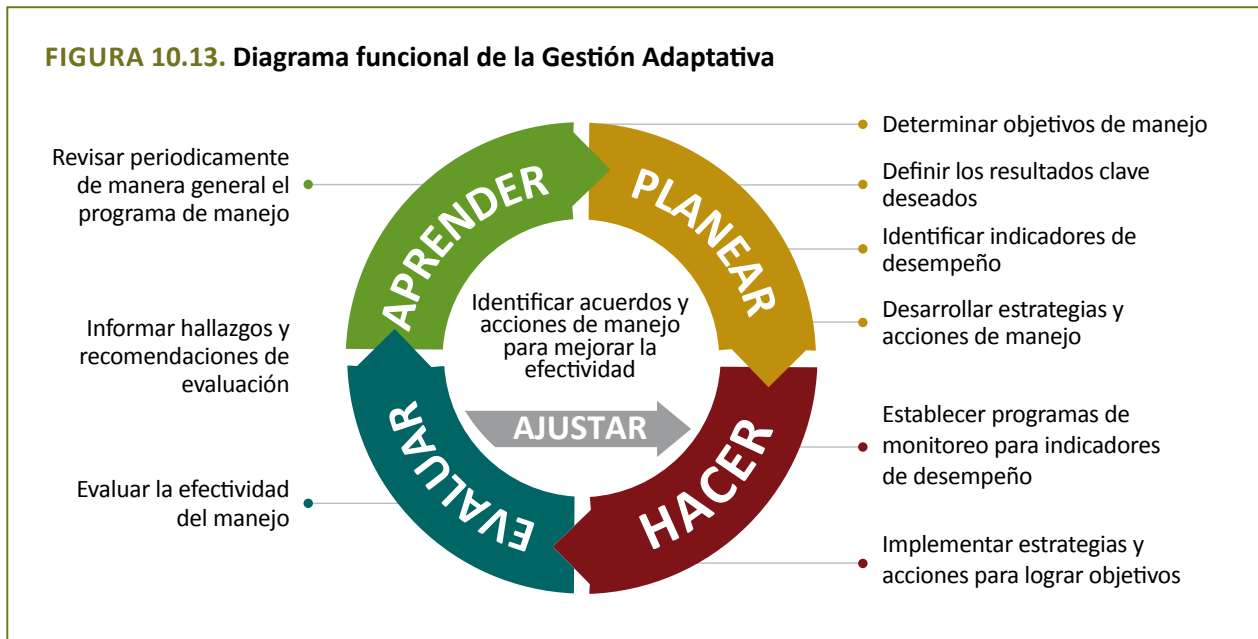 FIGURA 10.13. Diagrama funcional de la Gestión Adaptativa
Revisar periodicamente
de manera general el
programa de manejo
Informar hallazgos y
recomendaciones de
evaluación
Evaluar la efectividad
del manejo
APRENDER
PLANEAR
HACER
EVALUAR
Identificar acuerdos y
acciones de manejo
para mejorar la
efectividad
AJUSTAR
Determinar objetivos de manejo
Definir los resultados clave
deseados
Identificar indicadores de
desempeño
Desarrollar estrategias y
acciones de manejo
Establecer programas de
monitoreo para indicadores
de desempeño
Implementar estrategias y
acciones para lograr objetivos